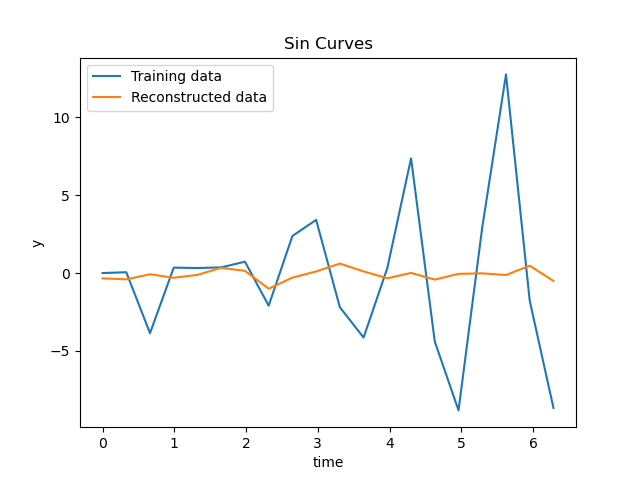 Sin Curves
Training data
Reconstructed data
10
5
0
−5
y
0 1 2 3 4 5 6
time